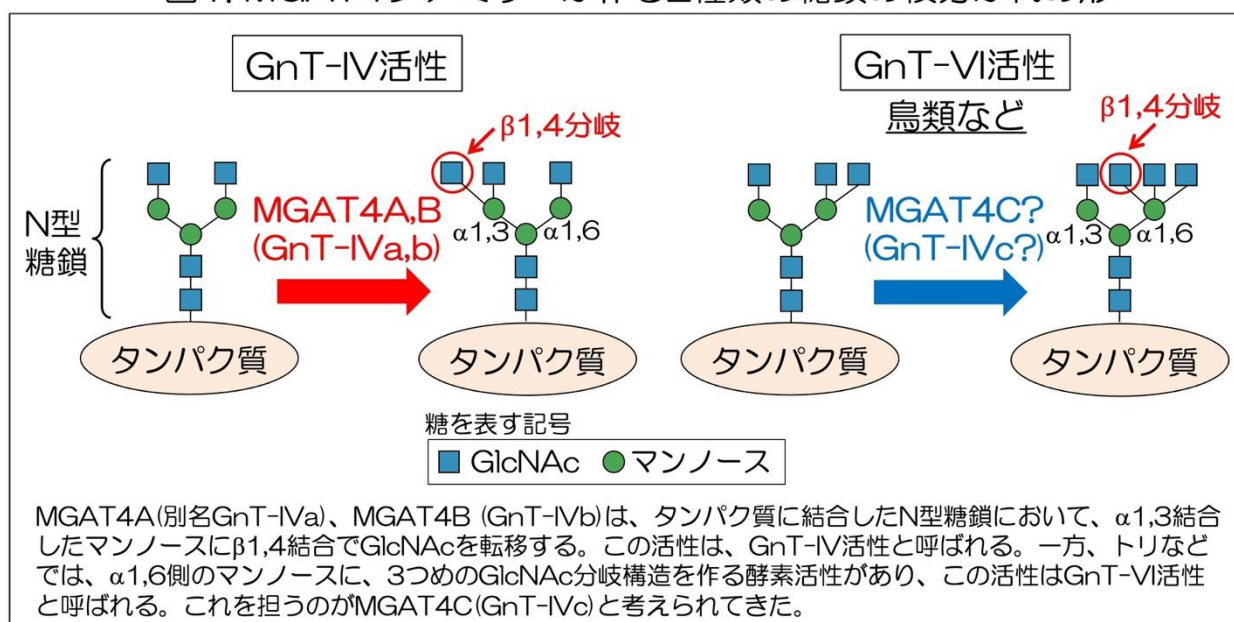 GnT-IV活性
GnT-VI活性
鳥類など
β1,4分岐
β1,4分岐
N型
糖鎖
MGAT4A,B
(GnT-IVa,b)
α1,3
α1,6
MGAT4C?
(GnT-IVc?)
α1,3
α1,6
タンパク質
タンパク質
タンパク質
タンパク質
糖を表す記号
GlcNAc
マンノース
MGAT4A(別名GnT-IVa)、MGAT4B (GnT-IVb)は、タンパク質に結合したN型糖鎖において、α1,3結合
したマンノースにβ1,4結合でGlcNAcを転移する。この活性は、GnT-IV活性と呼ばれる。一方、トリなど
では、α1,6側のマンノースに、3つめのGlcNAc分岐構造を作る酵素活性があり、この活性はGnT-VI活性
と呼ばれる。これを担うのがMGAT4C(GnT-IVc)と考えられてきた。